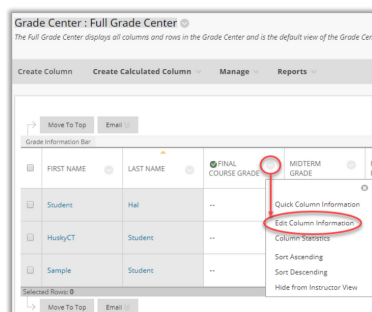 Grade Center : Full Grade Center
The Full Grade Center displays all columns and rows in the Grade Center and is the default view of the Grade Cen
Create Column Create Calculated Column Manage Reports
Move To Top Email
Grade Information Bar
FIRST NAME LAST NAME FINAL COURSE GRADE MIDTERM GRADE
Student Hal --
HuskyCT Student --
Sample Student --
Quick Column Information
Edit Column Information
Column Statistics
Sort Ascending
Sort Descending
Hide from Instructor View
Selected Rows: 0
Move To Top Email